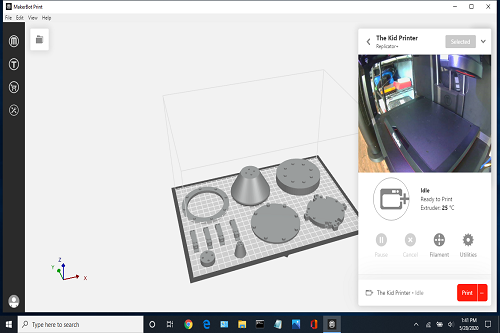 MakerBot Print
File Edit View Help
The Kid Printer
Replicator+
Selected
Idle
Ready to Print
Extruder: 25 °C
Pause Cancel Filament Utilities
The Kid Printer • Idle
Print
Z
Y
X
Type here to search
1:41 PM
5/28/2020